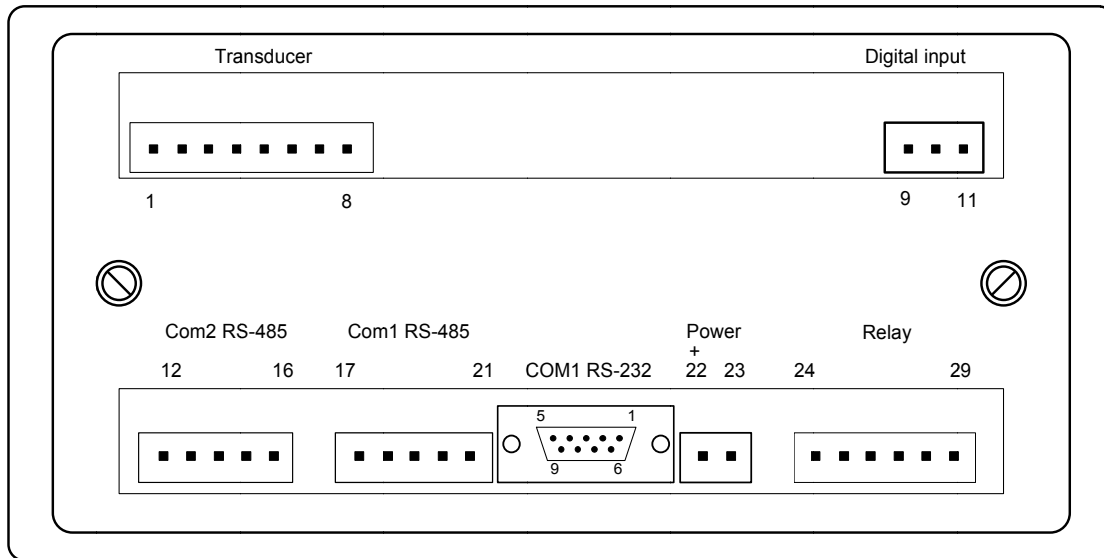 Transducer Digital input
1 8 9 11
Com2 RS-485 Com1 RS-485 Power Relay
+
12 16 17 21 COM1 RS-232 22 23 24 29
5 1
9 6